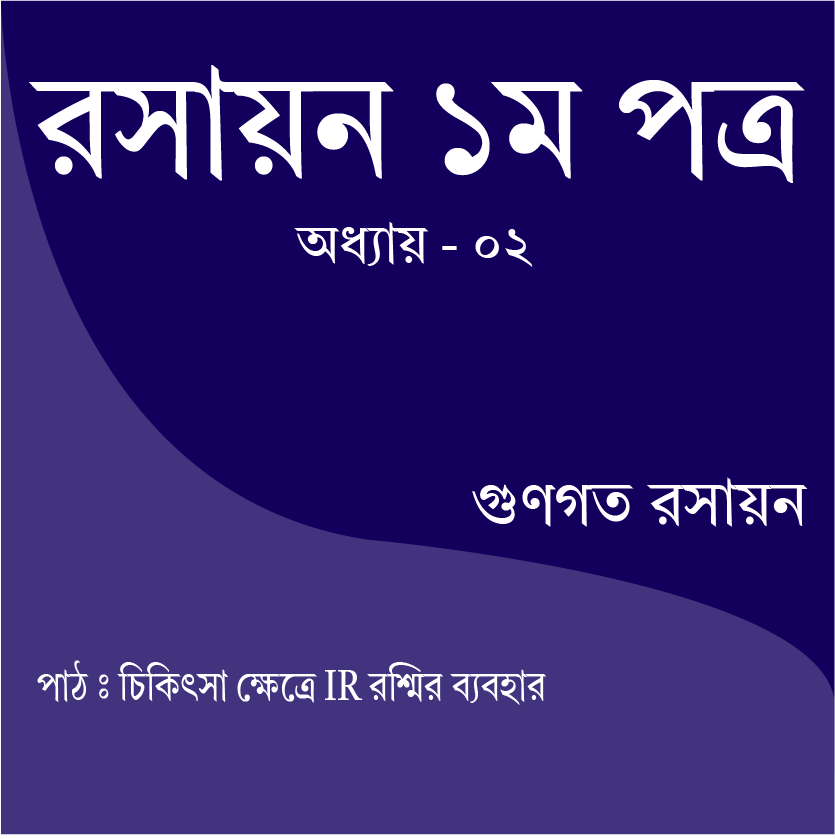 রসায়ন ১ম পত্র
অধ্যায় - ০২
গুণগত রসায়ন
পাঠ ঃ চিকিৎসা ক্ষেত্রে IR রশ্মির ব্যবহার